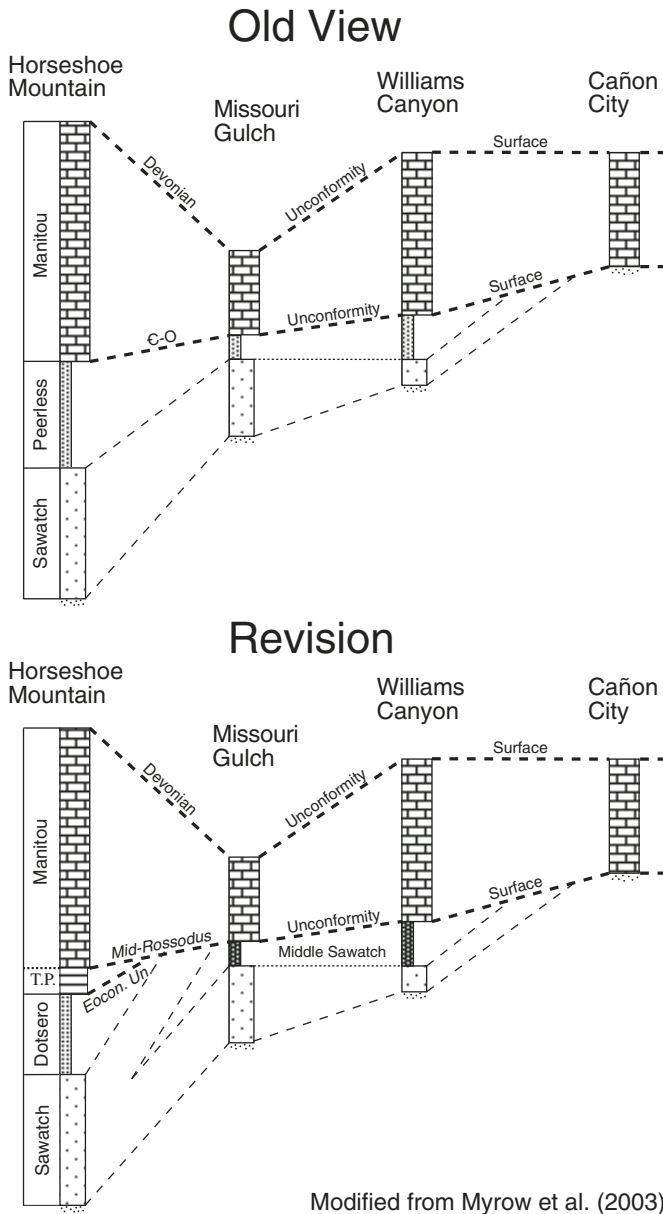 Old View
Horseshoe
Mountain
Missouri
Gulch
Williams
Canyon
Cañon
City
Devonian
Unconformity
Surface
Manitou
Є-O
Unconformity
Surface
Peerless
Sawatch
Revision
Horseshoe
Mountain
Missouri
Gulch
Williams
Canyon
Cañon
City
Devonian
Unconformity
Surface
Manitou
Mid-Rossodus
Unconformity
Surface
T.P.
Eocon. Un.
Middle Sawatch
Dotsero
Sawatch
Modified from Myrow et al. (2003)